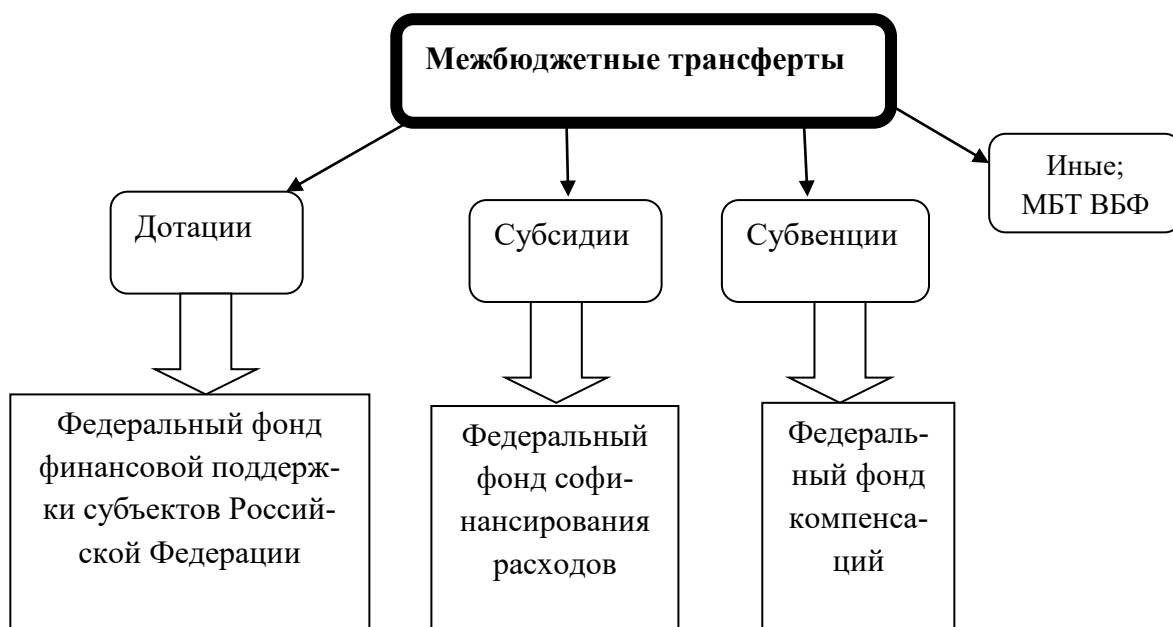 Межбюджетные трансферты
Иные;
МБТ ВБФ
Дотации
Субсидии
Субвенции
Федеральный фонд
финансовой поддерж-
ки субъектов Россий-
ской Федерации
Федеральный
фонд софи-
нансирования
расходов
Федераль-
ный фонд
компенса-
ций